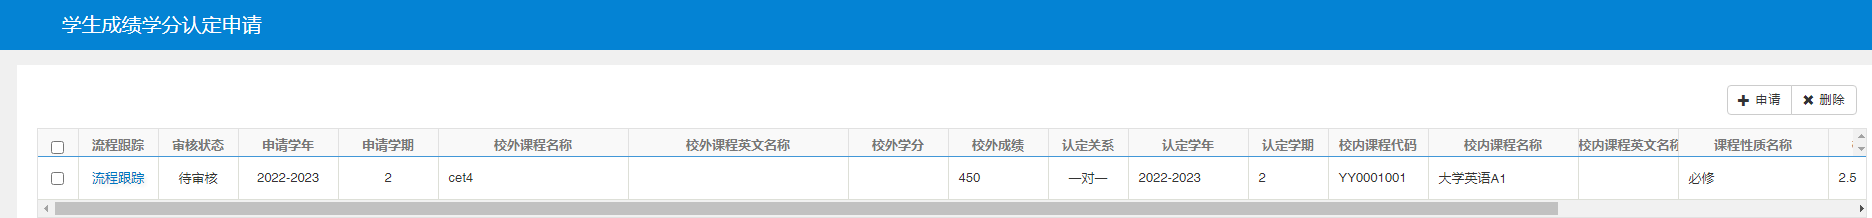 学生成绩学分认定申请
申请 删除
流程跟踪 审核状态 申请学年 申请学期 校外课程名称 校外课程英文名称 校外学分 校外成绩 认定关系 认定学年 认定学期 校内课程代码 校内课程名称 校内课程英文名称 课程性质名称
流程跟踪 待审核 2022-2023 2 cet4 450 一对一 2022-2023 2 YY0001001 大学英语A1 必修 2.5